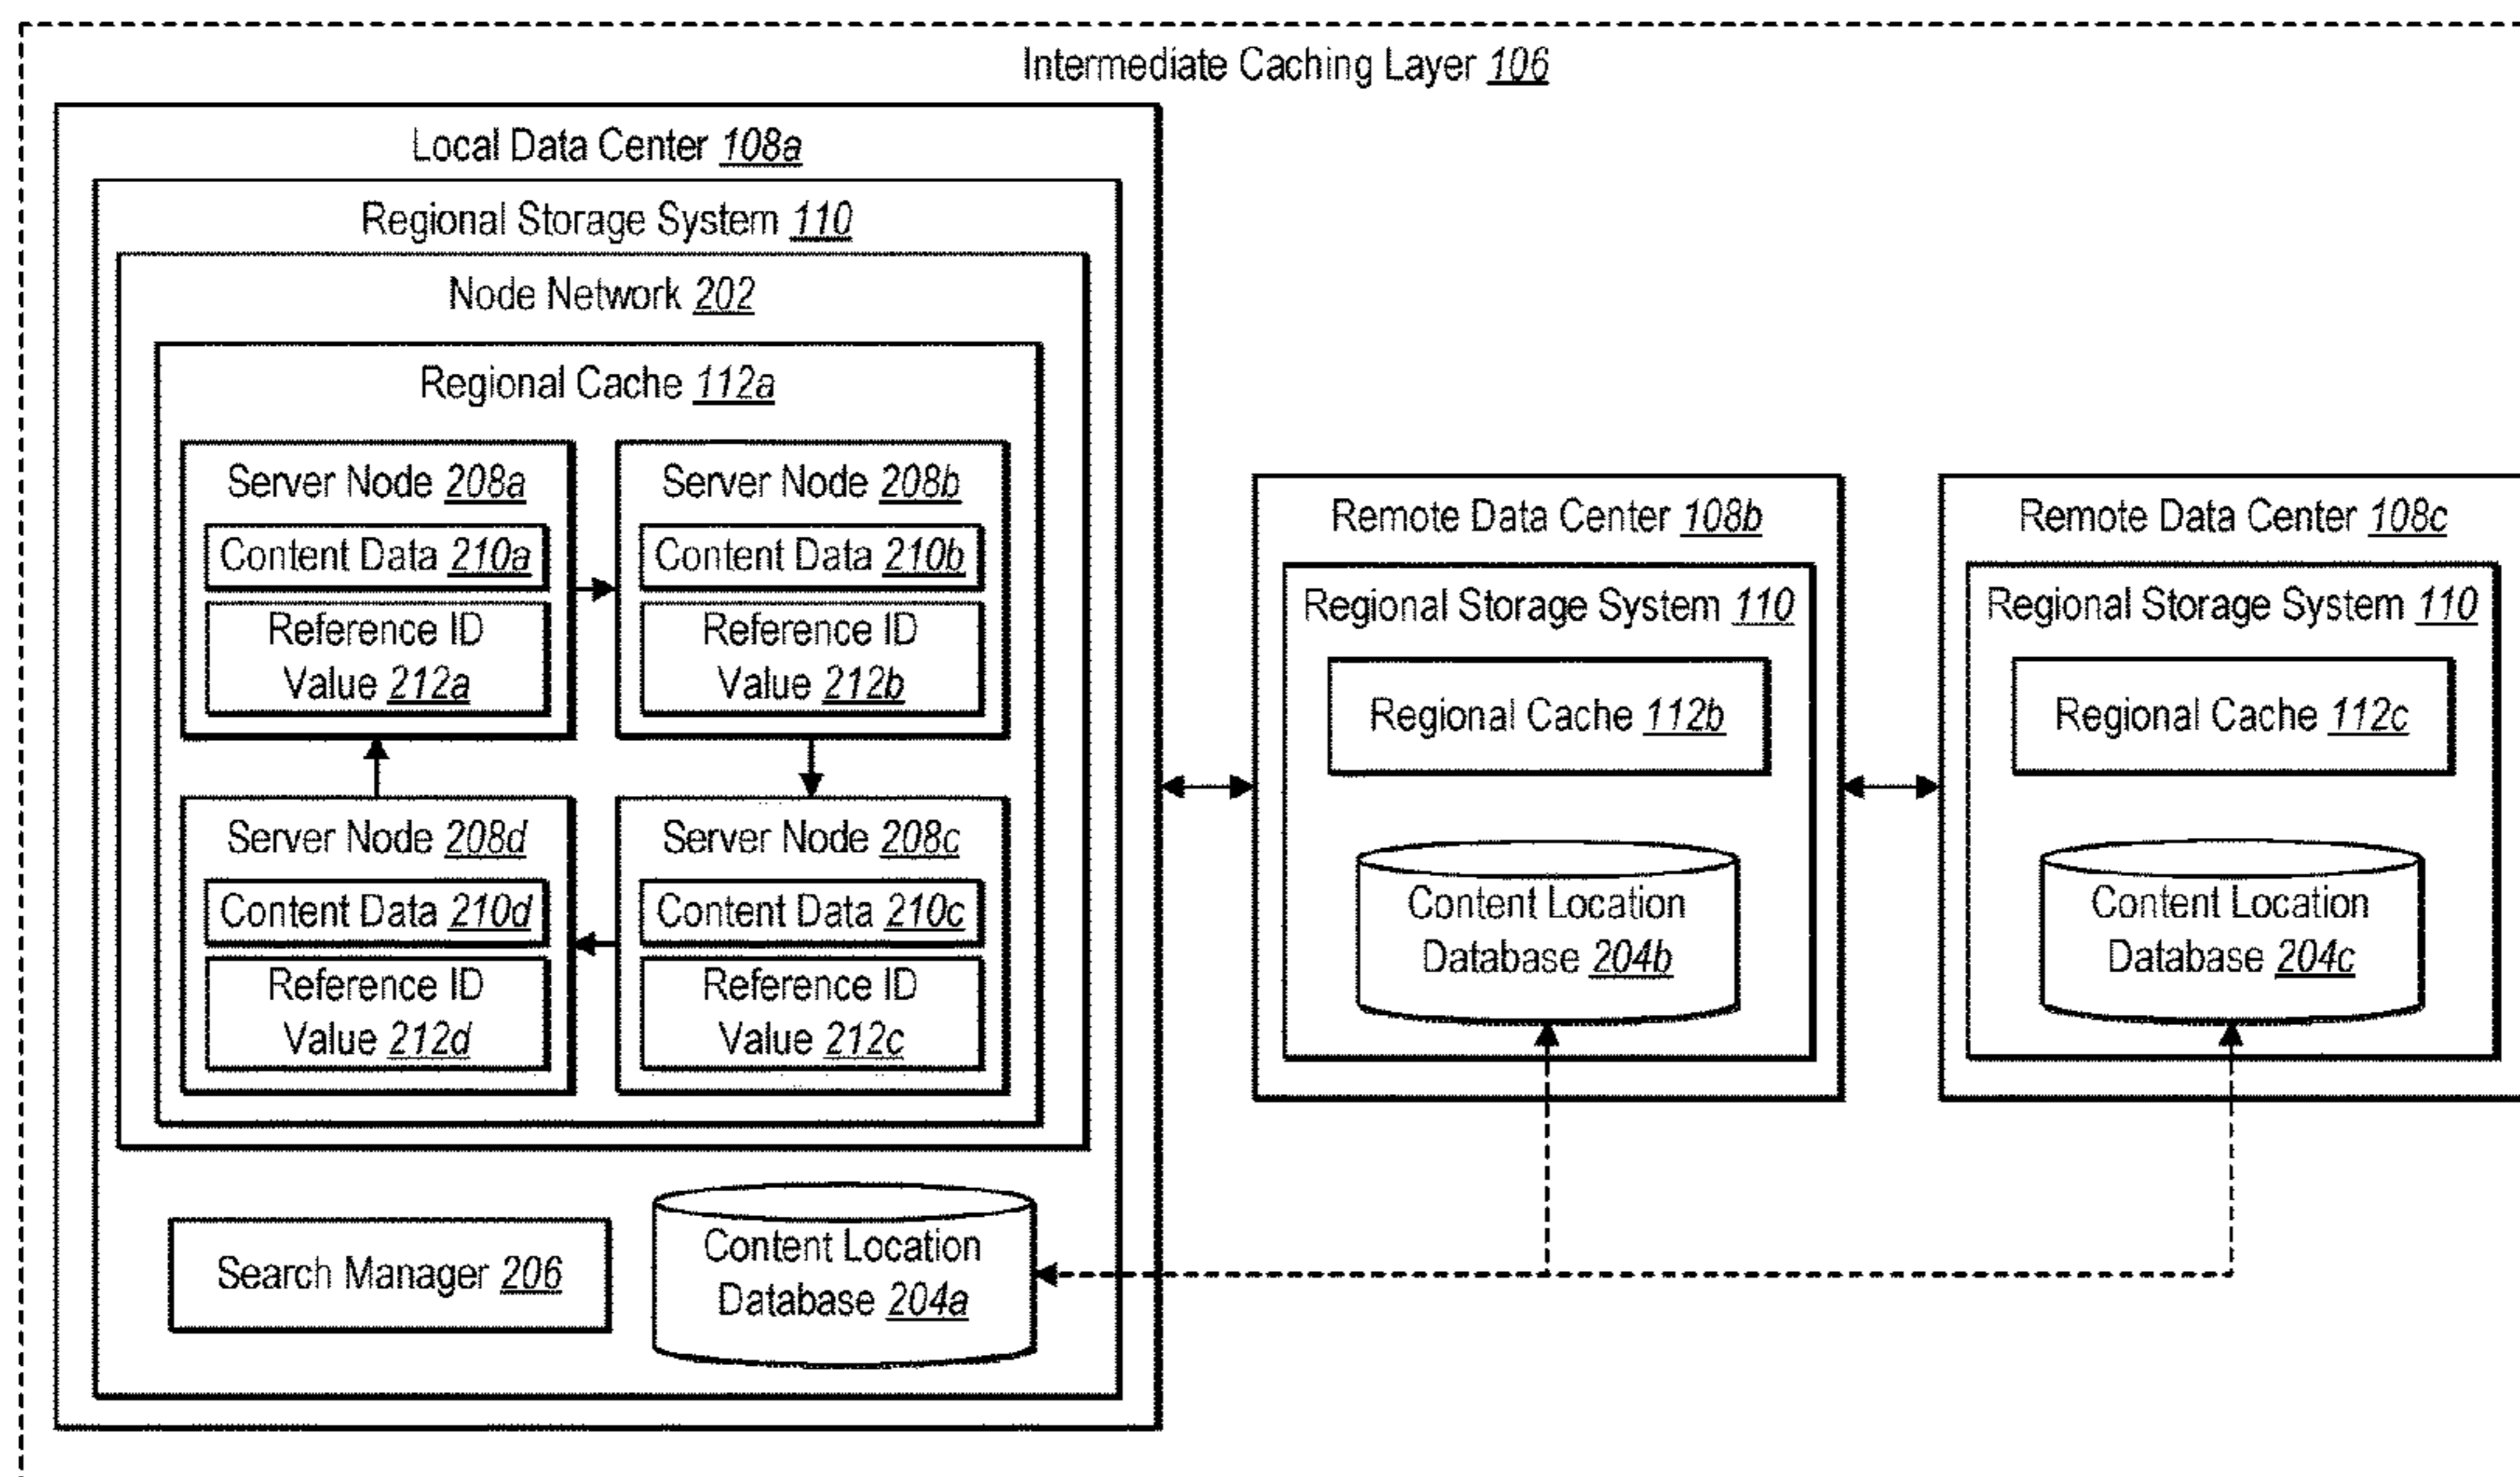 Intermediate Caching Layer 106
Local Data Center 108a
Regional Storage System 110
Node Network 202
Regional Cache 112a
Server Node 208a
Content Data 210a
Reference ID
Value 212a
Server Node 208b
Content Data 210b
Reference ID
Value 212b
Server Node 208d
Content Data 210d
Reference ID
Value 212d
Server Node 208c
Content Data 210c
Reference ID
Value 212c
Search Manager 206
Content Location
Database 204a
Remote Data Center 108b
Regional Storage System 110
Regional Cache 112b
Content Location
Database 204b
Remote Data Center 108c
Regional Storage System 110
Regional Cache 112c
Content Location
Database 204c